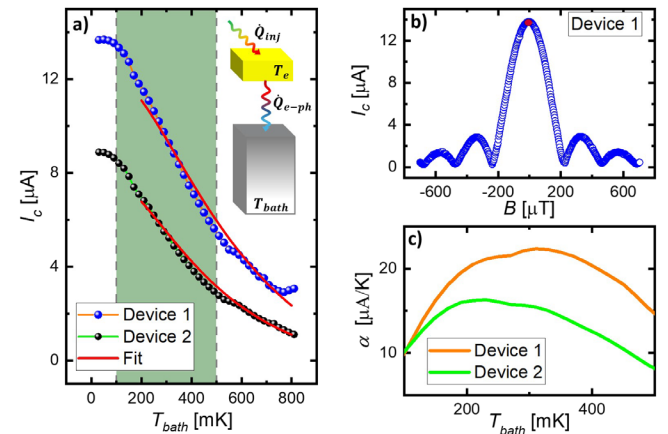 a)
Q̇inj
Te
Q̇e-ph
Tbath
Ic [µA]
12
8
4
0
Device 1
Device 2
Fit
0 200 400 600 800
Tbath [mK]
b)
Device 1
Ic [µA]
12
8
4
0
-600 -200 200 600
B [µT]
c)
α [µA/K]
20
10
Device 1
Device 2
200 400
Tbath [mK]